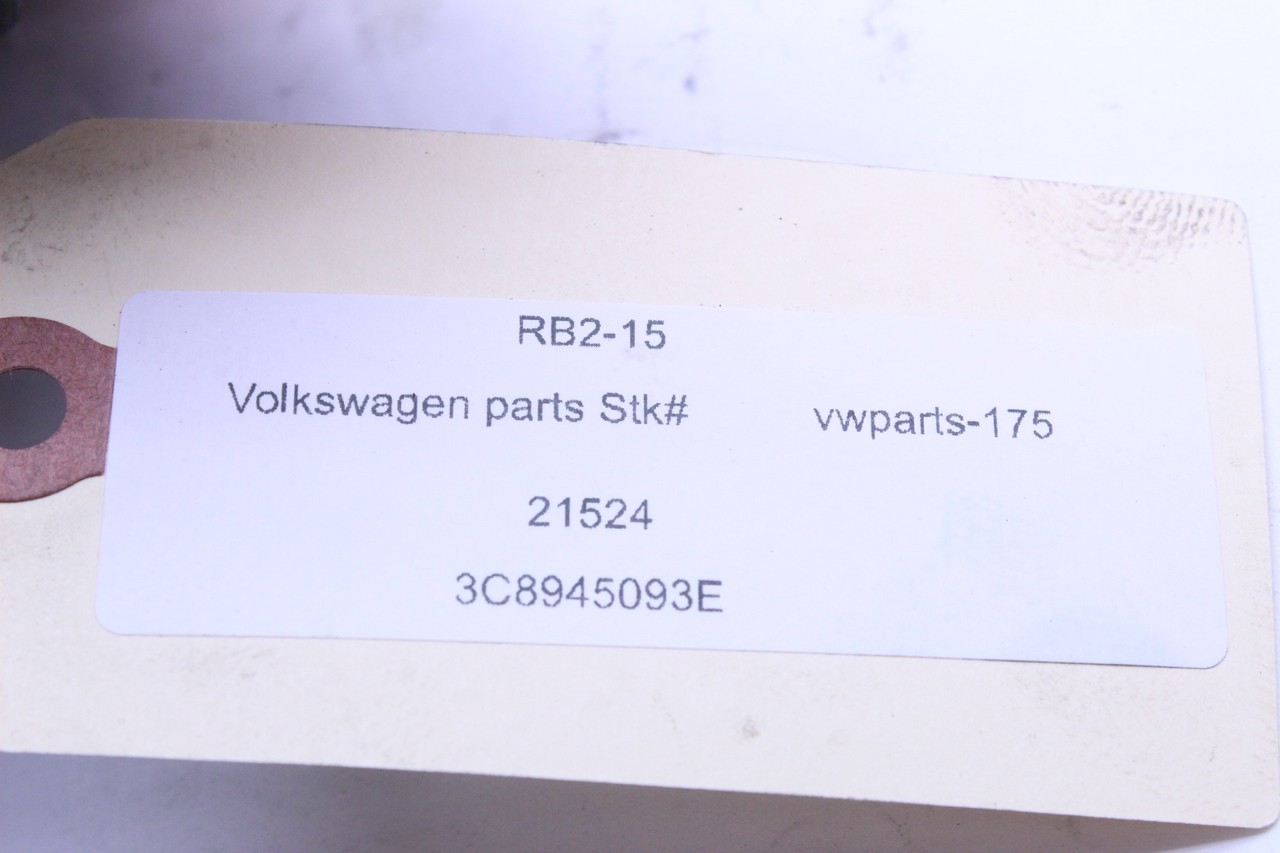 RB2-15
Volkswagen parts Stk# vwparts-175
21524
3C8945093E